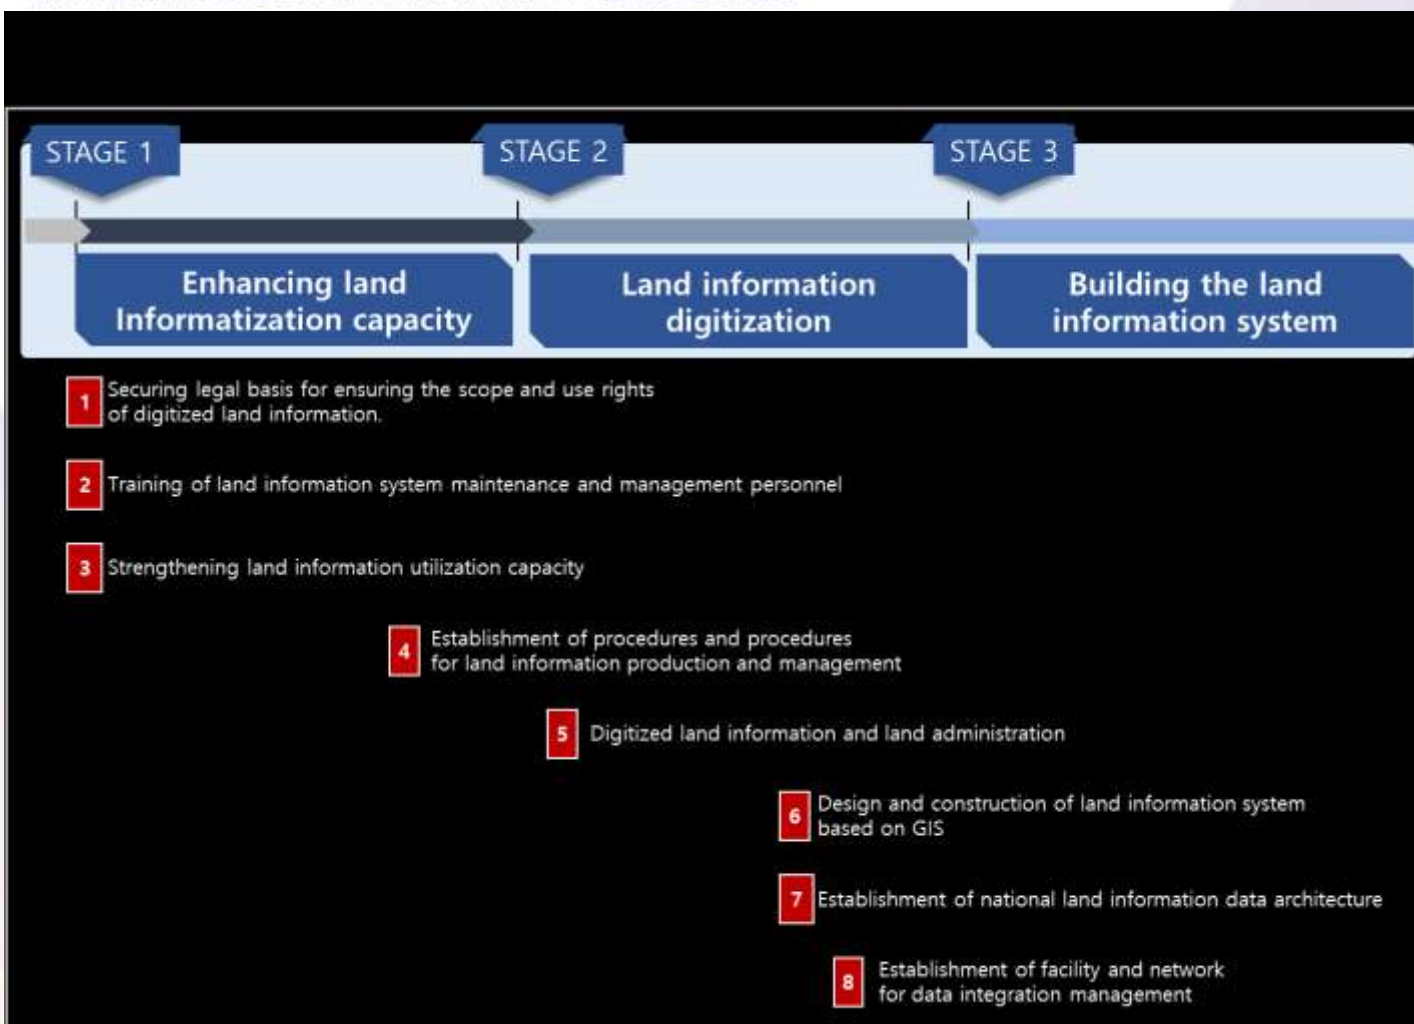 STAGE 1
STAGE 2
STAGE 3
Enhancing land
Informatization capacity
Land information
digitization
Building the land
information system
1
Securing legal basis for ensuring the scope and use rights
of digitized land information.
2
Training of land information system maintenance and management personnel
3
Strengthening land information utilization capacity
4
Establishment of procedures and procedures
for land information production and management
5
Digitized land information and land administration
6
Design and construction of land information system
based on GIS
7
Establishment of national land information data architecture
8
Establishment of facility and network
for data integration management